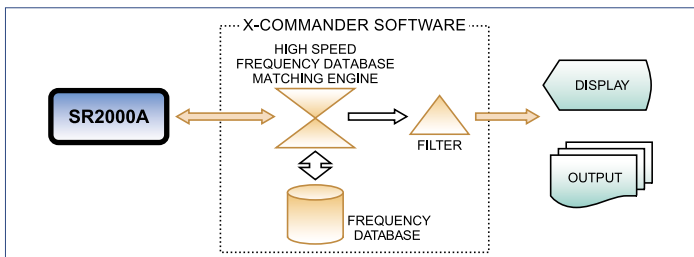 X-COMMANDER SOFTWARE
HIGH SPEED
FREQUENCY DATABASE
MATCHING ENGINE
SR2000A
FILTER
DISPLAY
OUTPUT
FREQUENCY
DATABASE